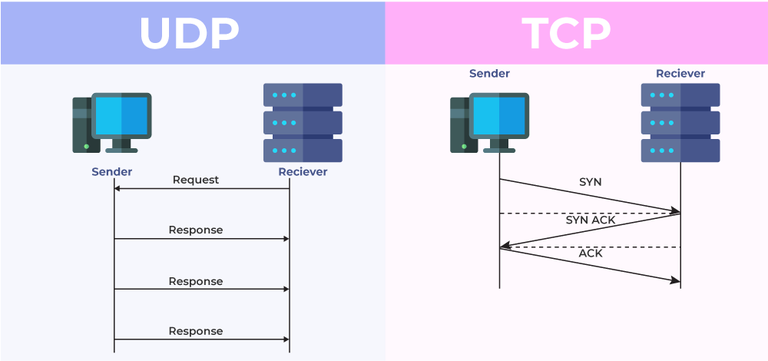 UDP
Sender
Reciever
Request
Response
Response
Response
TCP
Sender
Reciever
SYN
SYN ACK
ACK